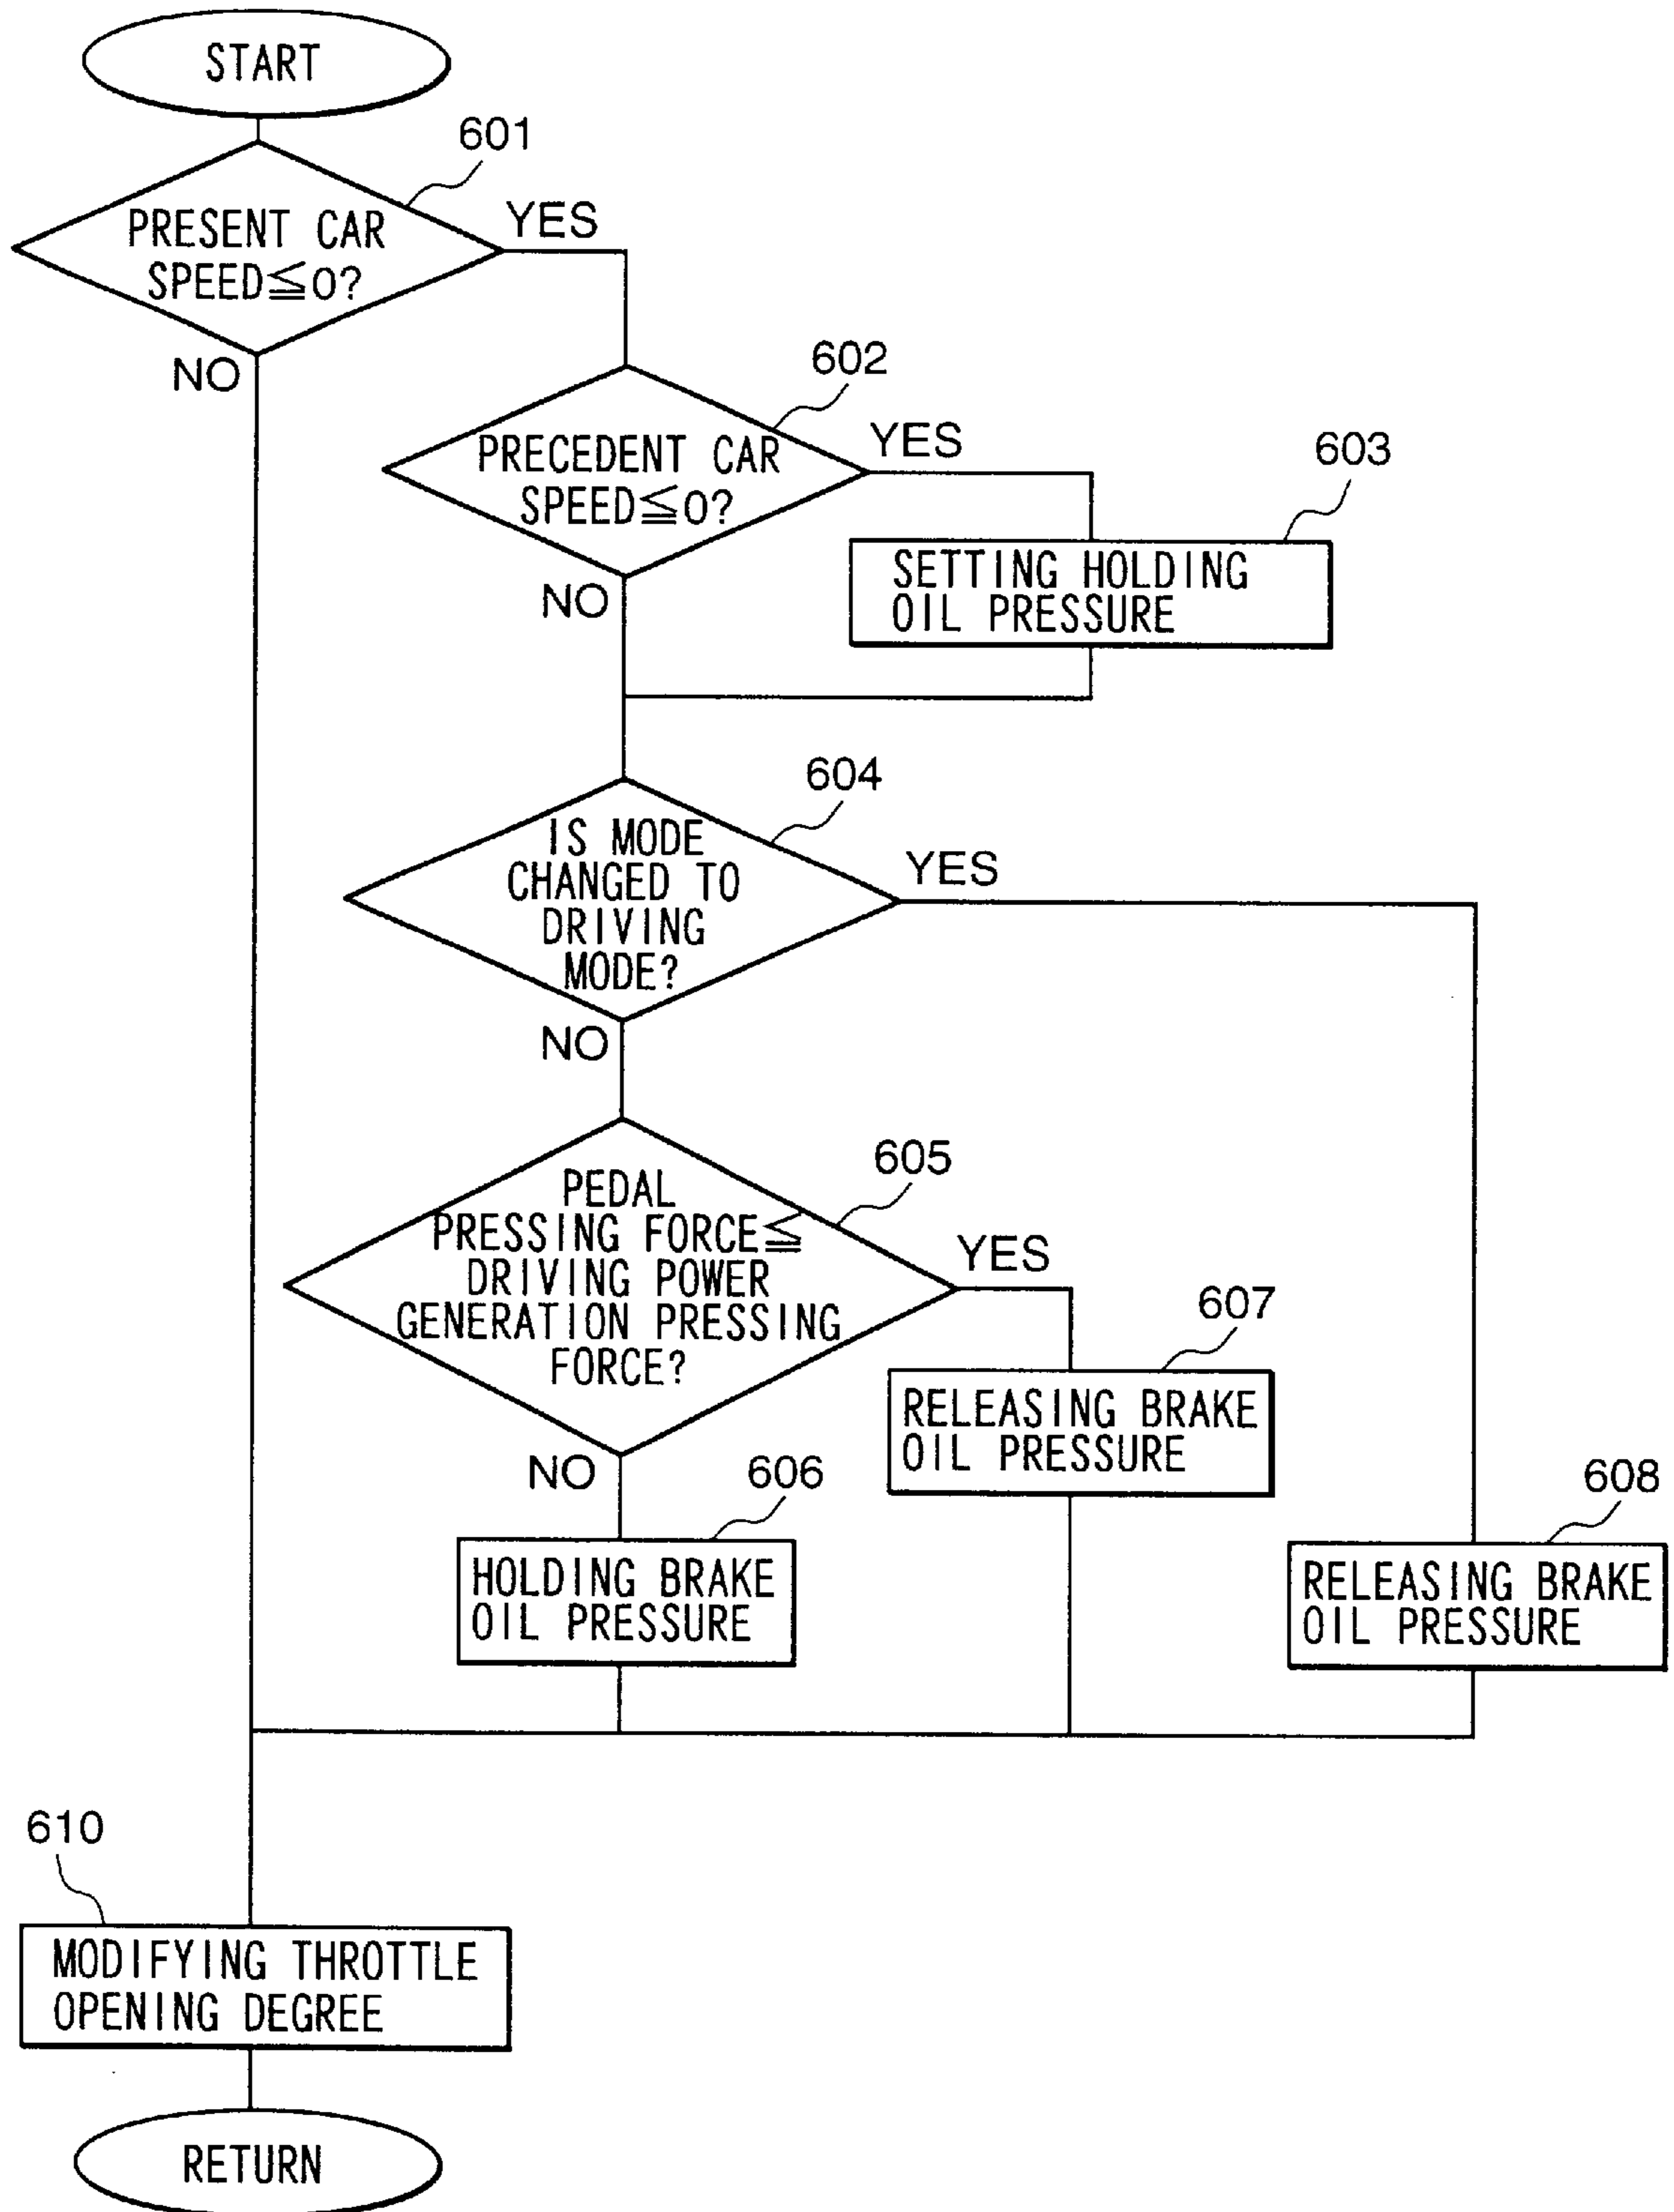 START
601
PRESENT CAR
SPEED≦0?
YES
NO
602
PRECEDENT CAR
SPEED≦0?
YES
NO
603
SETTING HOLDING
OIL PRESSURE
604
IS MODE
CHANGED TO
DRIVING
MODE?
YES
NO
605
PEDAL
PRESSING FORCE≦
DRIVING POWER
GENERATION PRESSING
FORCE?
YES
NO
607
RELEASING BRAKE
OIL PRESSURE
606
HOLDING BRAKE
OIL PRESSURE
608
RELEASING BRAKE
OIL PRESSURE
610
MODIFYING THROTTLE
OPENING DEGREE
RETURN